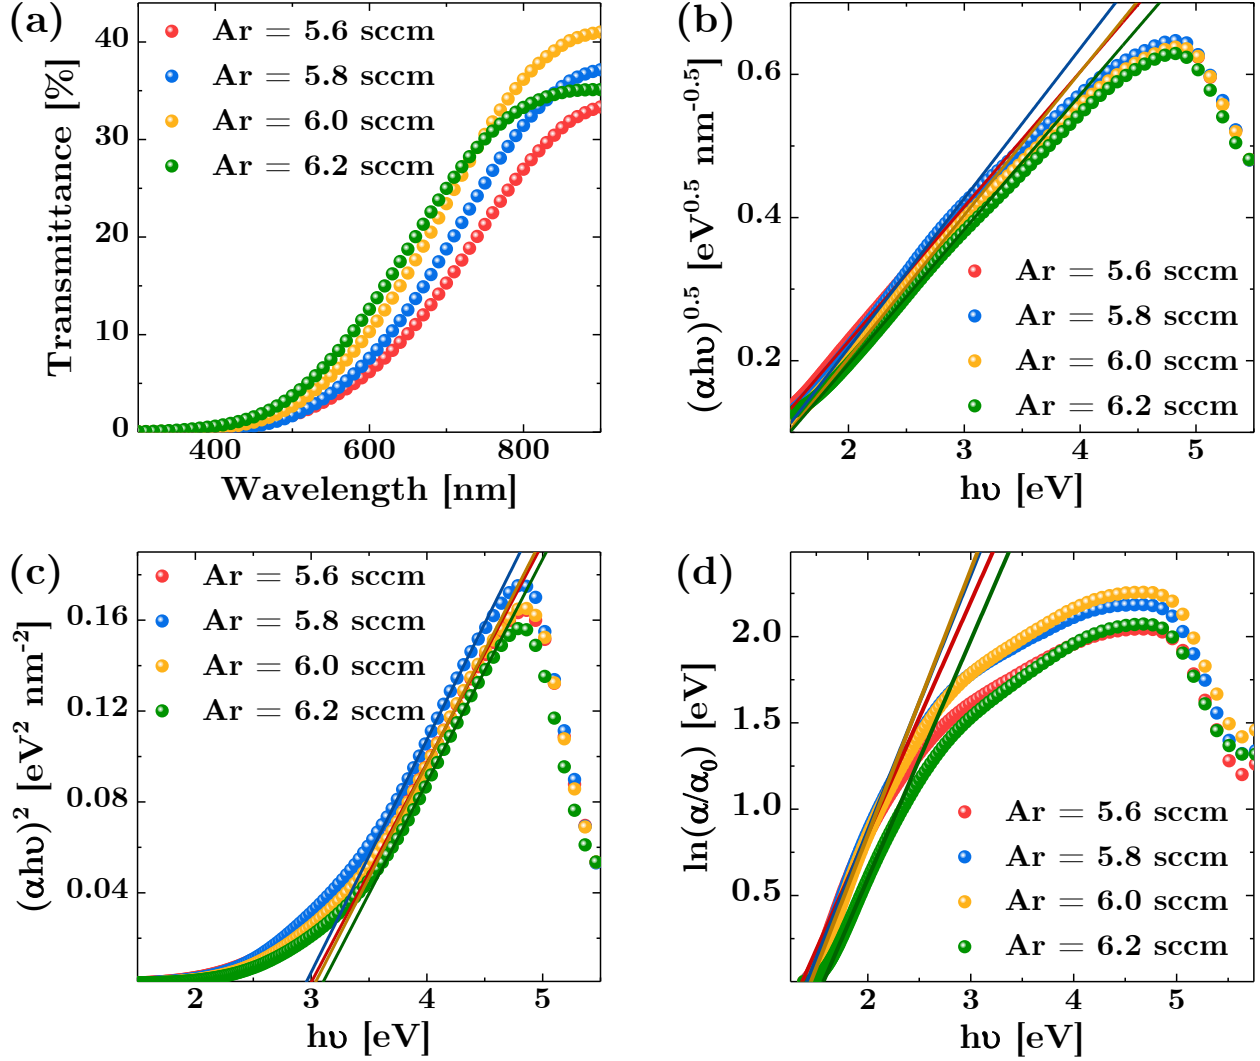 (a)
Ar = 5.6 sccm
Ar = 5.8 sccm
Ar = 6.0 sccm
Ar = 6.2 sccm
Transmittance [%]
40
30
20
10
0
400 600 800
Wavelength [nm]
(b)
(αhυ)^0.5 [eV^0.5 nm^-0.5]
0.6
0.4
0.2
Ar = 5.6 sccm
Ar = 5.8 sccm
Ar = 6.0 sccm
Ar = 6.2 sccm
2 3 4 5
hυ [eV]
(c)
Ar = 5.6 sccm
Ar = 5.8 sccm
Ar = 6.0 sccm
Ar = 6.2 sccm
(αhυ)^2 [eV^2 nm^-2]
0.16
0.12
0.08
0.04
2 3 4 5
hυ [eV]
(d)
ln(α/α_0) [eV]
2.0
1.5
1.0
0.5
Ar = 5.6 sccm
Ar = 5.8 sccm
Ar = 6.0 sccm
Ar = 6.2 sccm
2 3 4 5
hυ [eV]